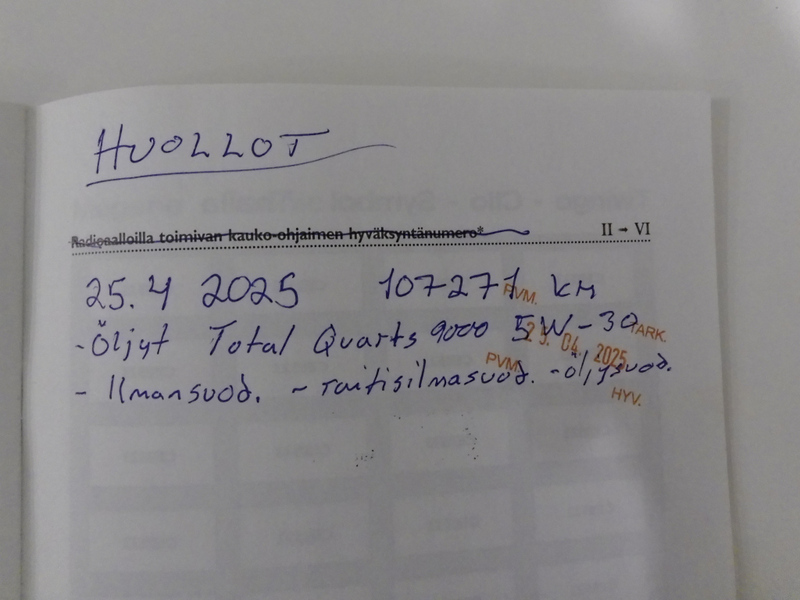 HUOLLOT
Radioaalloilla toimivan kauko-ohjaimen hyväksyntänumero* II - VI
25.4 2025 107271 km
PVM.
-Öljyt Total Quarts 9000 5W-30
TARK.
25. 04. 2025
PVM.
- Ilmansuod. - raitisilmasuod. -öljysuod.
HYV.